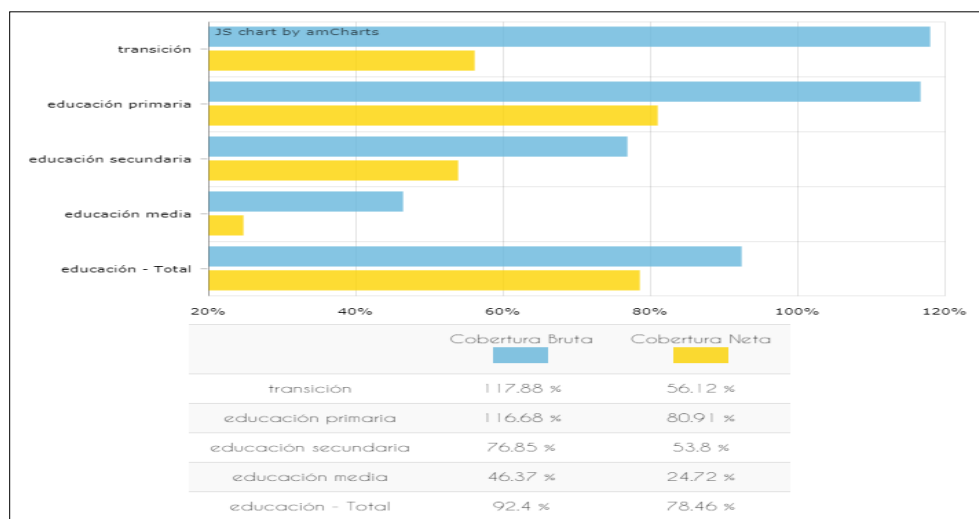 JS chart by amCharts
transición
educación primaria
educación secundaria
educación media
educación - Total
20% 40% 60% 80% 100% 120%
Cobertura Bruta Cobertura Neta
transición 117.88 % 56.12 %
educación primaria 116.68 % 80.91 %
educación secundaria 76.85 % 53.8 %
educación media 46.37 % 24.72 %
educación - Total 92.4 % 78.46 %